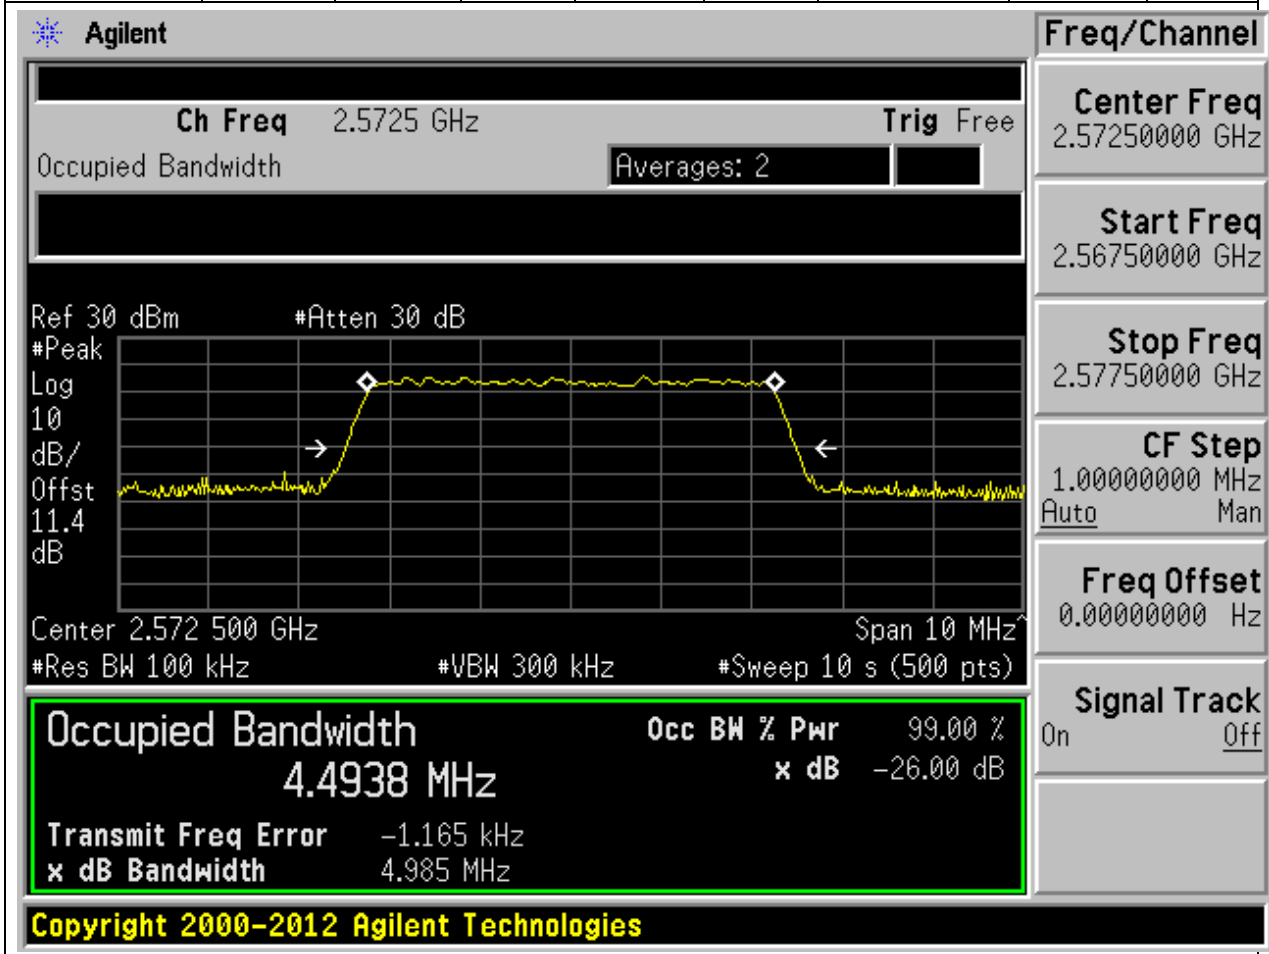 Agilent
Freq/Channel
Ch Freq 2.5725 GHz Trig Free
Occupied Bandwidth Averages: 2
Center Freq
2.57250000 GHz
Start Freq
2.56750000 GHz
Stop Freq
2.57750000 GHz
CF Step
1.00000000 MHz
Auto Man
Freq Offset
0.00000000 Hz
Signal Track
On Off
Ref 30 dBm #Atten 30 dB
#Peak
Log
10
dB/
Offst
11.4
dB
Center 2.572 500 GHz Span 10 MHz^
#Res BW 100 kHz #VBW 300 kHz #Sweep 10 s (500 pts)
Occupied Bandwidth Occ BW % Pwr 99.00 %
4.4938 MHz x dB -26.00 dB
Transmit Freq Error -1.165 kHz
x dB Bandwidth 4.985 MHz
Copyright 2000-2012 Agilent Technologies